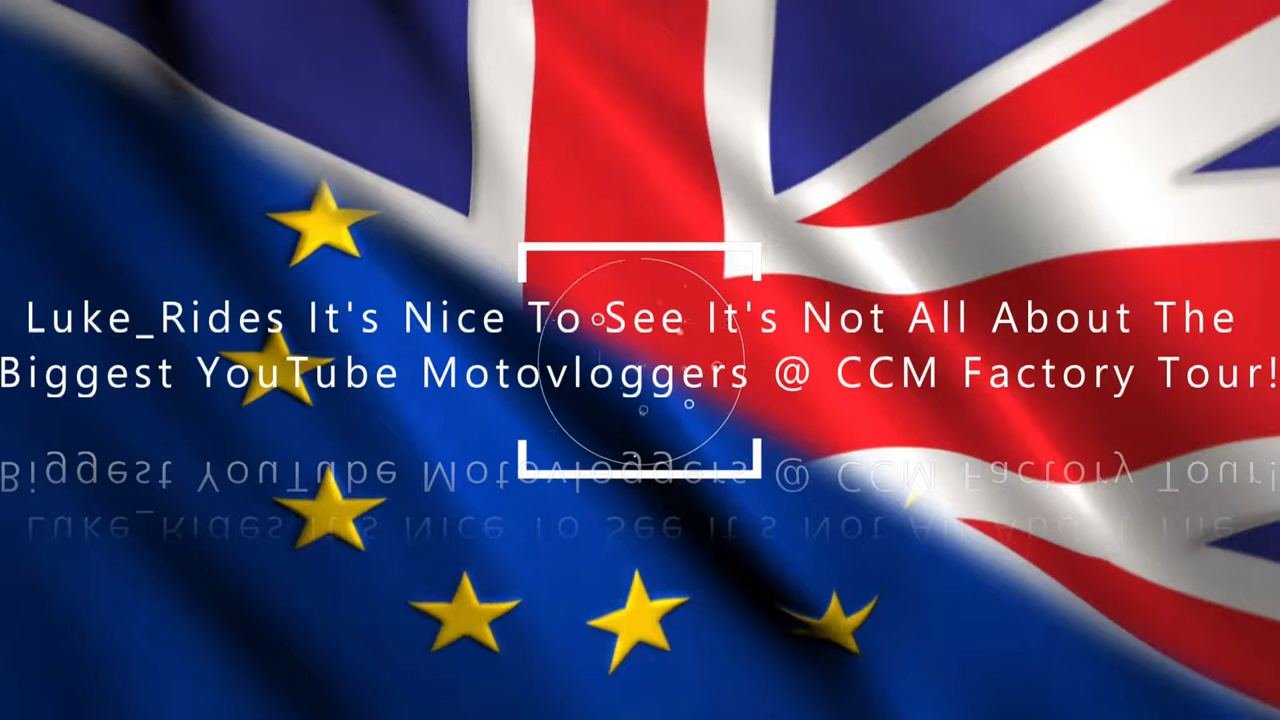 Luke_Rides It's Nice To See It's Not All About The
Biggest YouTube Motovloggers @ CCM Factory Tour!